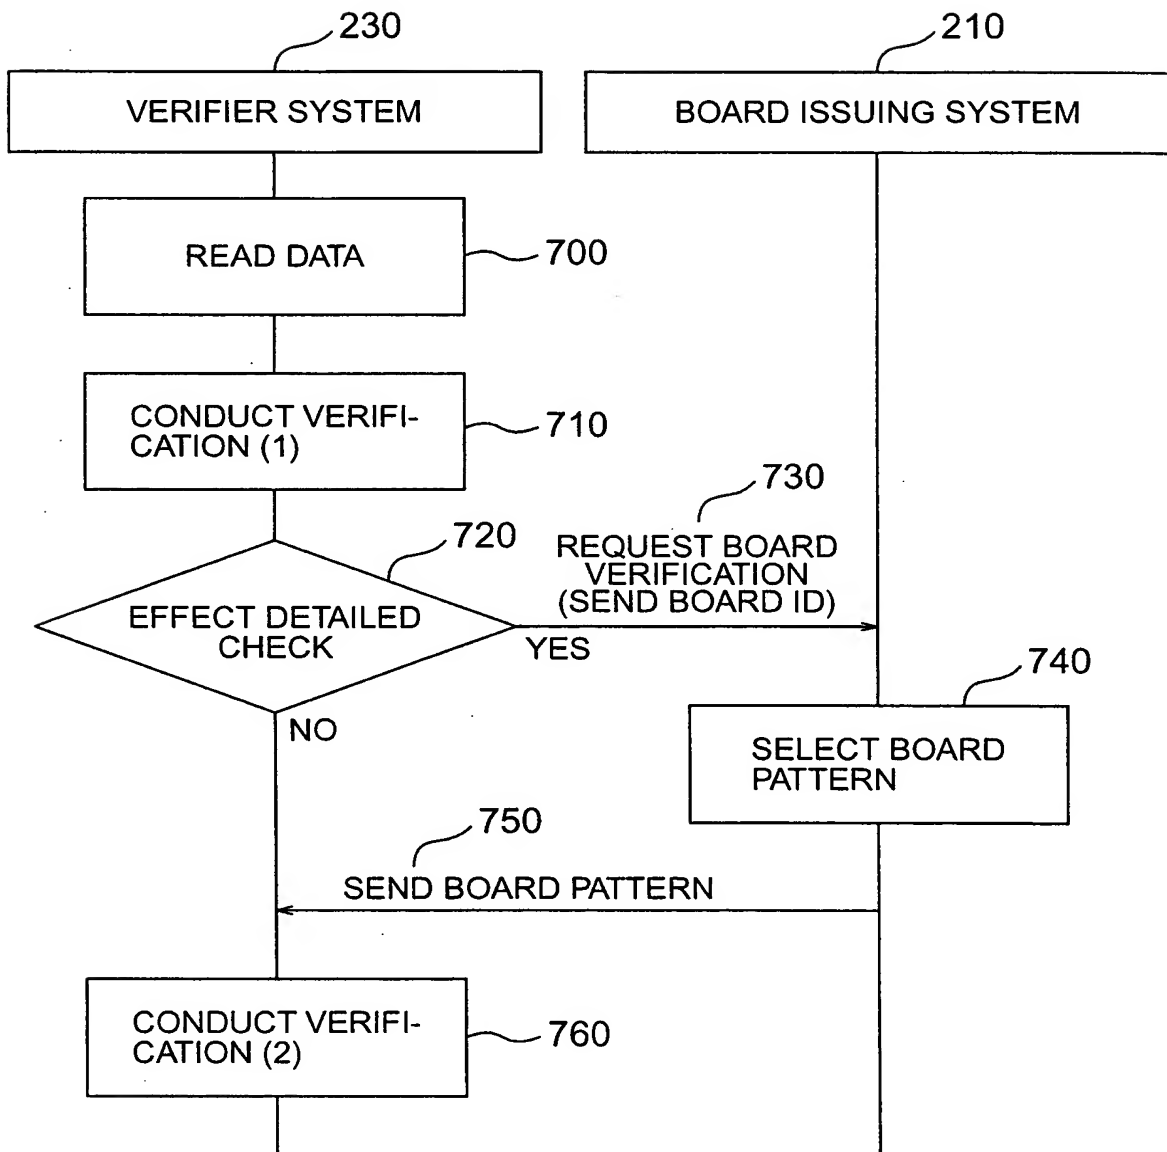 230
210
VERIFIER SYSTEM
BOARD ISSUING SYSTEM
READ DATA
700
CONDUCT VERIFI-
CATION (1)
710
720
730
REQUEST BOARD
VERIFICATION
(SEND BOARD ID)
EFFECT DETAILED
CHECK
YES
NO
740
SELECT BOARD
PATTERN
750
SEND BOARD PATTERN
CONDUCT VERIFI-
CATION (2)
760